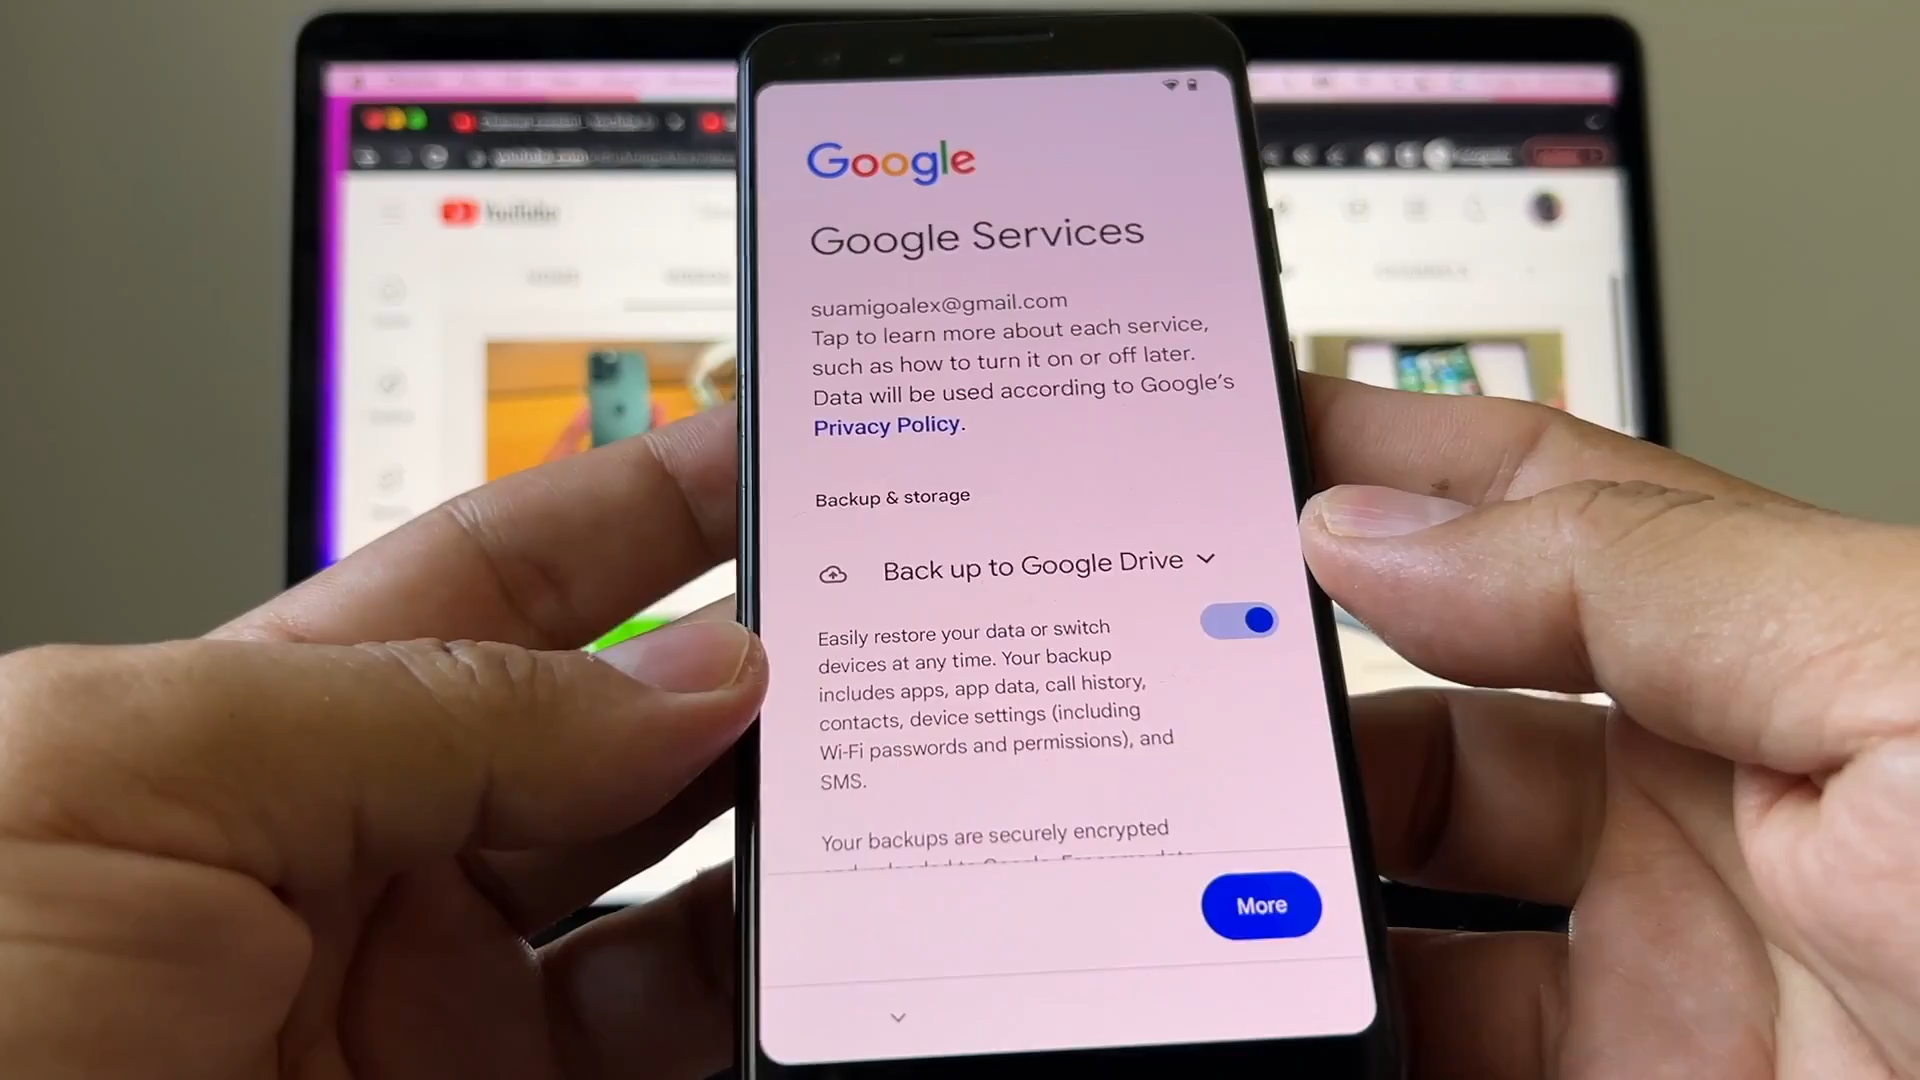 Google
Google Services
suamigoalex@gmail.com
Tap to learn more about each service,
such as how to turn it on or off later.
Data will be used according to Google's
Privacy Policy.
Backup & storage
Back up to Google Drive
Easily restore your data or switch
devices at any time. Your backup
includes apps, app data, call history,
contacts, device settings (including
Wi-Fi passwords and permissions), and
SMS.
Your backups are securely encrypted
More
YouTube